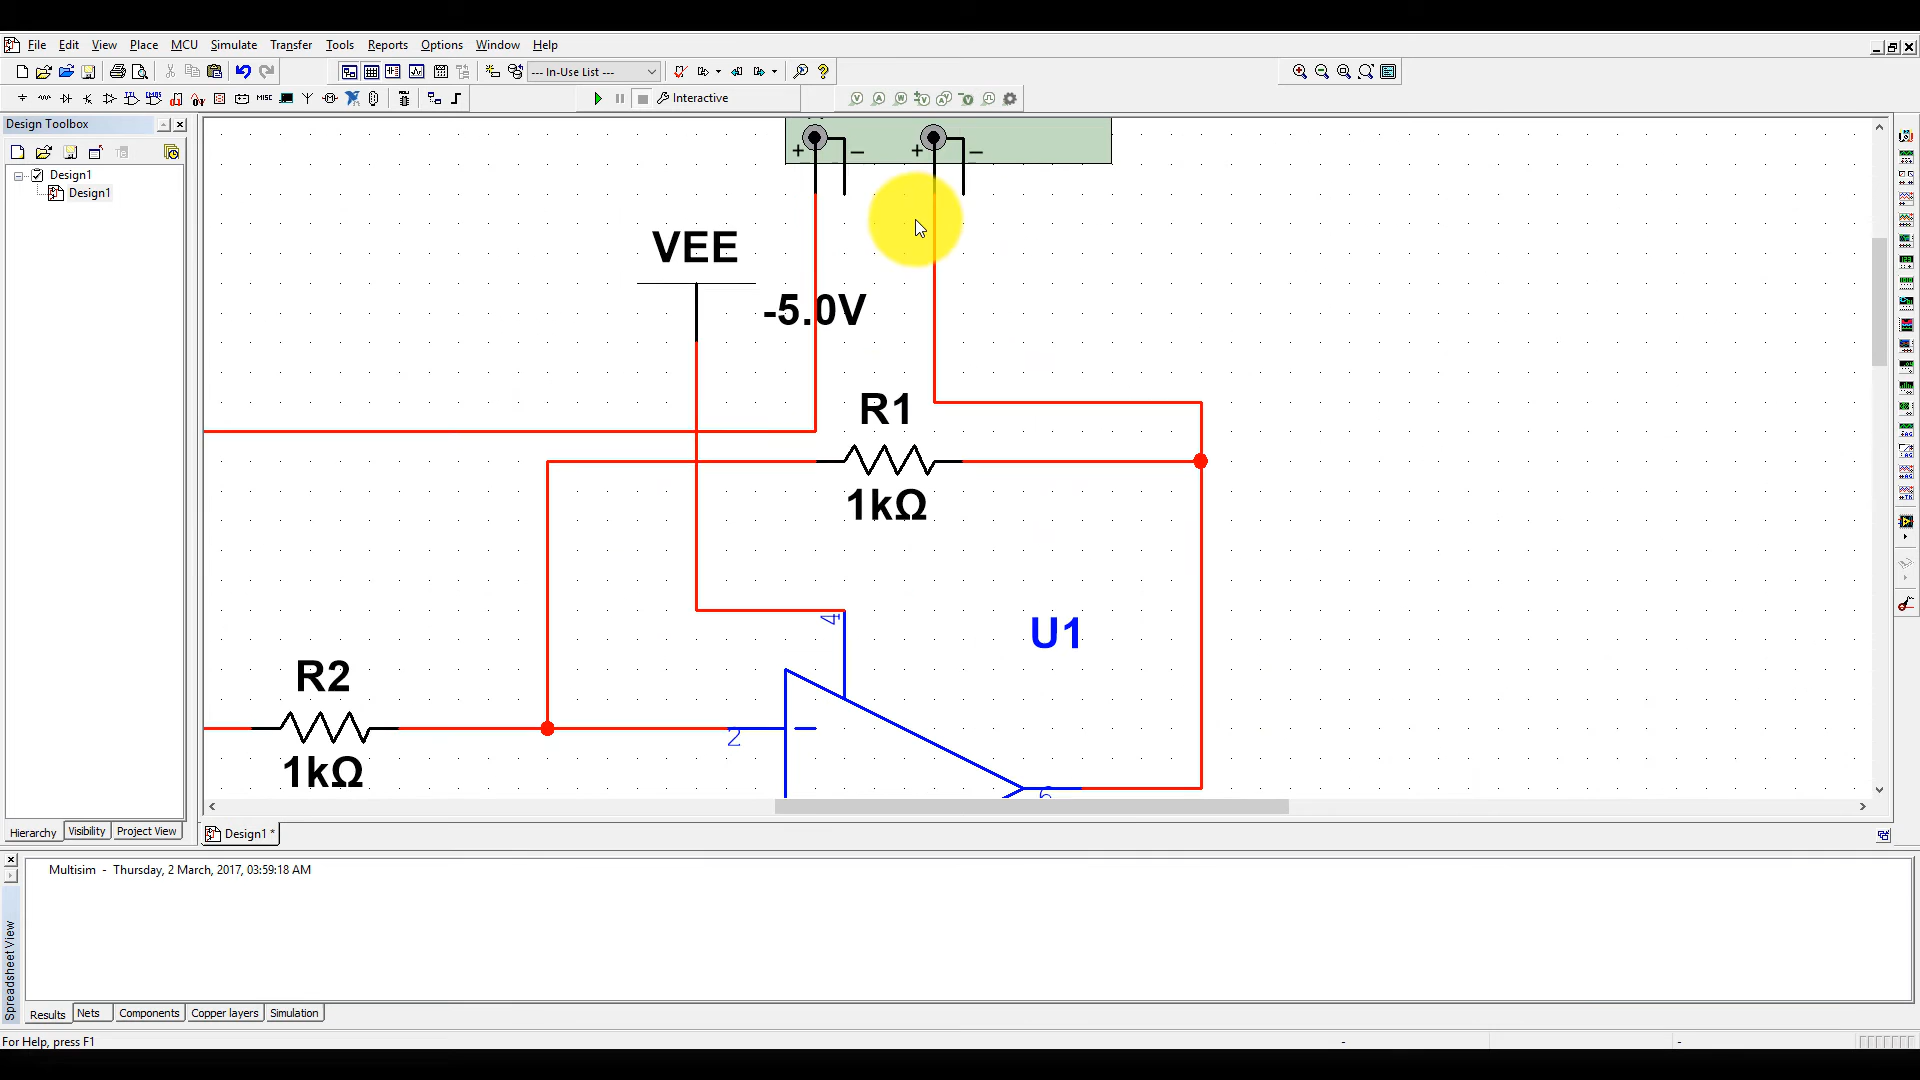 File Edit View Place MCU Simulate Transfer Tools Reports Options Window Help
--- In-Use List ---
MISC Interactive
Design Toolbox
Design1
Design1
+ − + −
VEE
-5.0V
R1
1kΩ
4
U1
R2
2
1kΩ
6
Hierarchy Visibility Project View
Design1 *
Multisim - Thursday, 2 March, 2017, 03:59:18 AM
Spreadsheet View
Results Nets Components Copper layers Simulation
For Help, press F1
- -